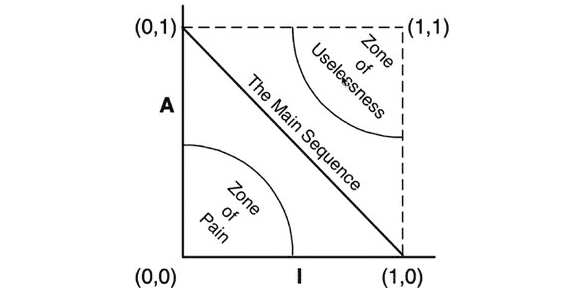 (0,1)
(1,1)
Zone
of
Uselessness
A
The Main Sequence
Zone
of
Pain
(0,0)
I
(1,0)